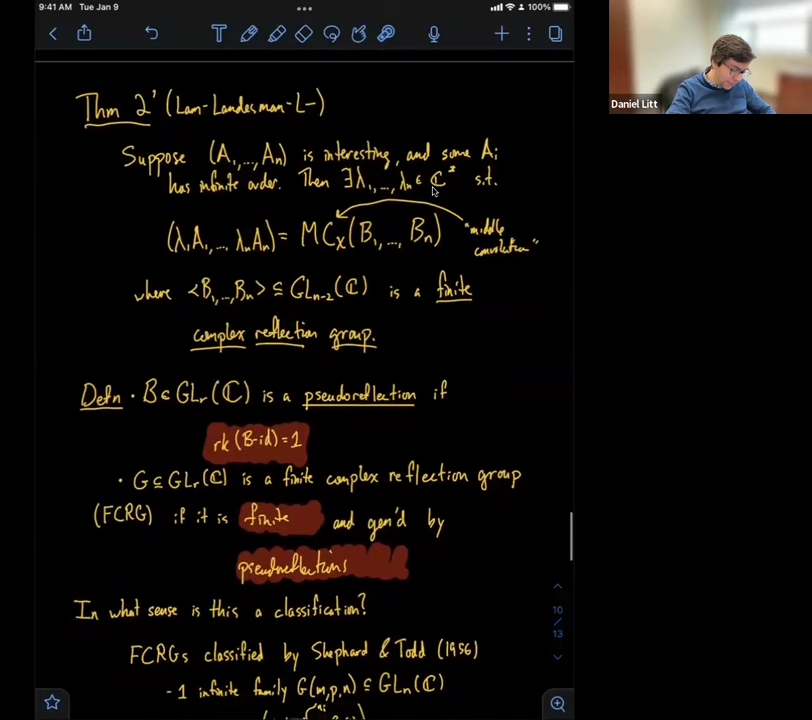 9:41 AM Tue Jan 9
100%
Daniel Litt
Thm 2' (Lam-Landesman-L-)
Suppose (A₁,...,Aₙ) is interesting, and some Aᵢ
has infinite order. Then ∃λ₁,...,λₙ ∈ ℂˣ s.t.
(λ₁A₁,... λₙAₙ) = MCχ(B₁,..., Bₙ) "middle
convolution"
where <B₁,..,Bₙ> ⊆ GLₙ₋₂(ℂ) is a finite
complex reflection group.
Defn · B∈GLᵣ(ℂ) is a pseudoreflection if
rk(B-id)=1
· G⊆GLᵣ(ℂ) is a finite complex reflection group
(FCRG) if it is finite and gen'd by
pseudoreflections
In what sense is this a classification?
FCRGs classified by Shephard & Todd (1956)
- 1 infinite family G(m,p,n) ⊆ GLₙ(ℂ)
10
/
13